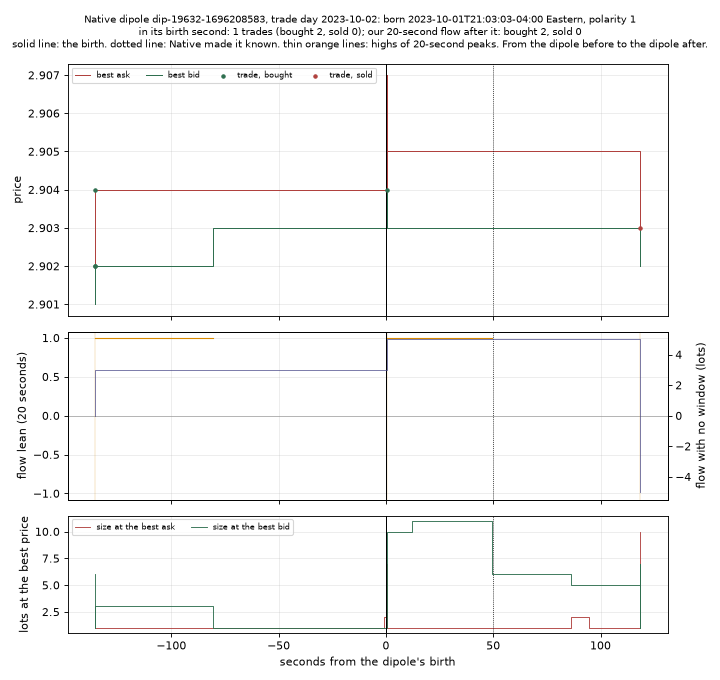 Native dipole dip-19632-1696208583, trade day 2023-10-02: born 2023-10-01T21:03:03-04:00 Eastern, polarity 1
in its birth second: 1 trades (bought 2, sold 0); our 20-second flow after it: bought 2, sold 0
solid line: the birth. dotted line: Native made it known. thin orange lines: highs of 20-second peaks. From the dipole before to the dipole after.
best ask
best bid
trade, bought
trade, sold
2.907
2.906
2.905
2.904
2.903
2.902
2.901
price
1.0
0.5
0.0
−0.5
−1.0
flow lean (20 seconds)
4
2
0
−2
−4
flow with no window (lots)
size at the best ask
size at the best bid
10.0
7.5
5.0
2.5
lots at the best price
−100
−50
0
50
100
seconds from the dipole's birth